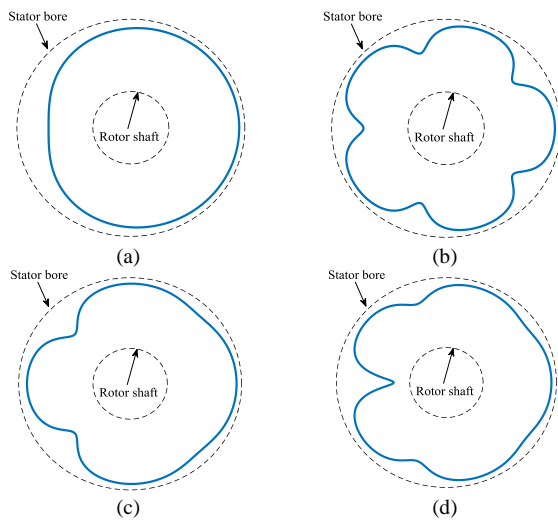 Stator bore
Rotor shaft
(a)
Stator bore
Rotor shaft
(b)
Stator bore
Rotor shaft
(c)
Stator bore
Rotor shaft
(d)